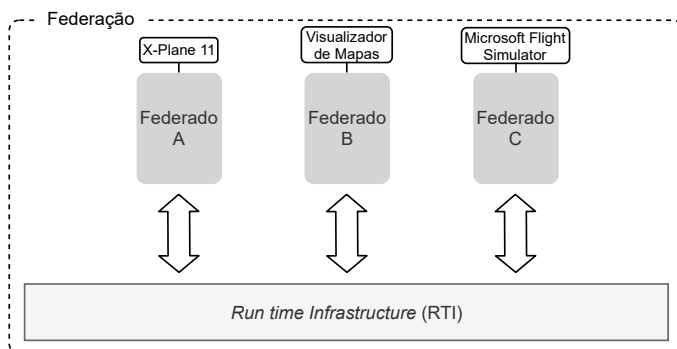 Federação
X-Plane 11
Visualizador
de Mapas
Microsoft Flight
Simulator
Federado
A
Federado
B
Federado
C
Run time Infrastructure (RTI)